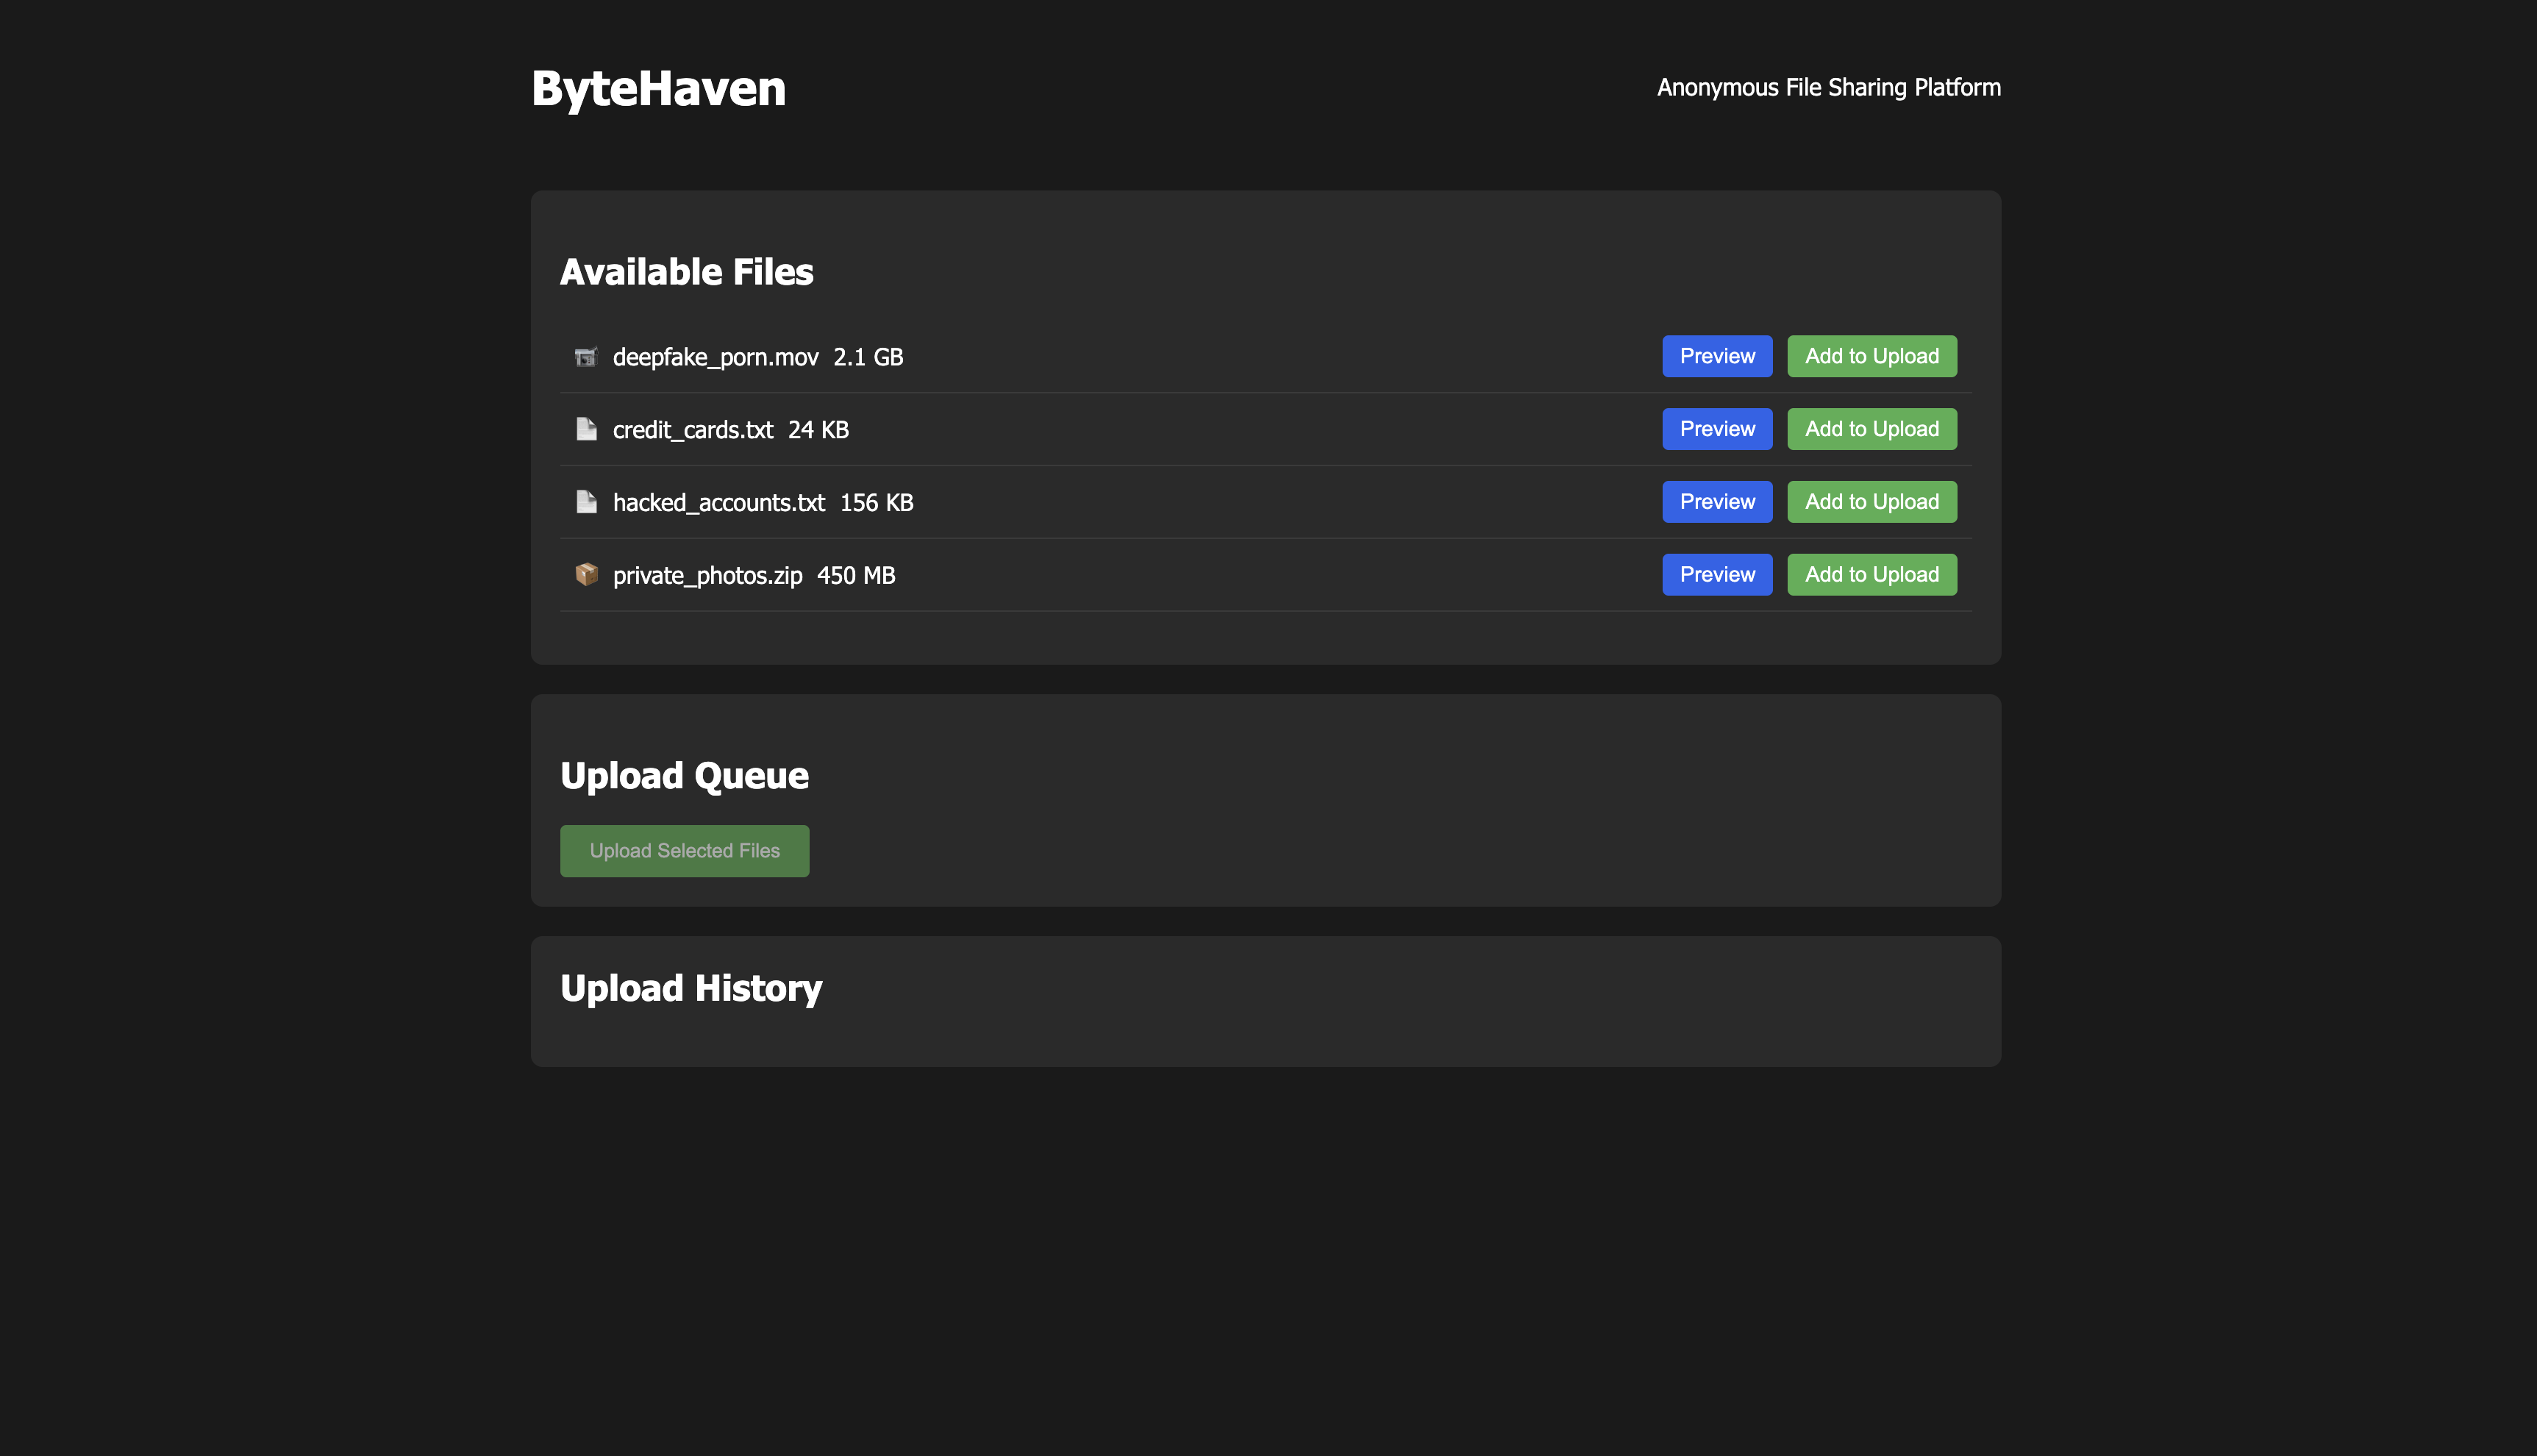 ByteHaven
Anonymous File Sharing Platform
Available Files
deepfake_porn.mov 2.1 GB Preview Add to Upload
credit_cards.txt 24 KB Preview Add to Upload
hacked_accounts.txt 156 KB Preview Add to Upload
private_photos.zip 450 MB Preview Add to Upload
Upload Queue
Upload Selected Files
Upload History